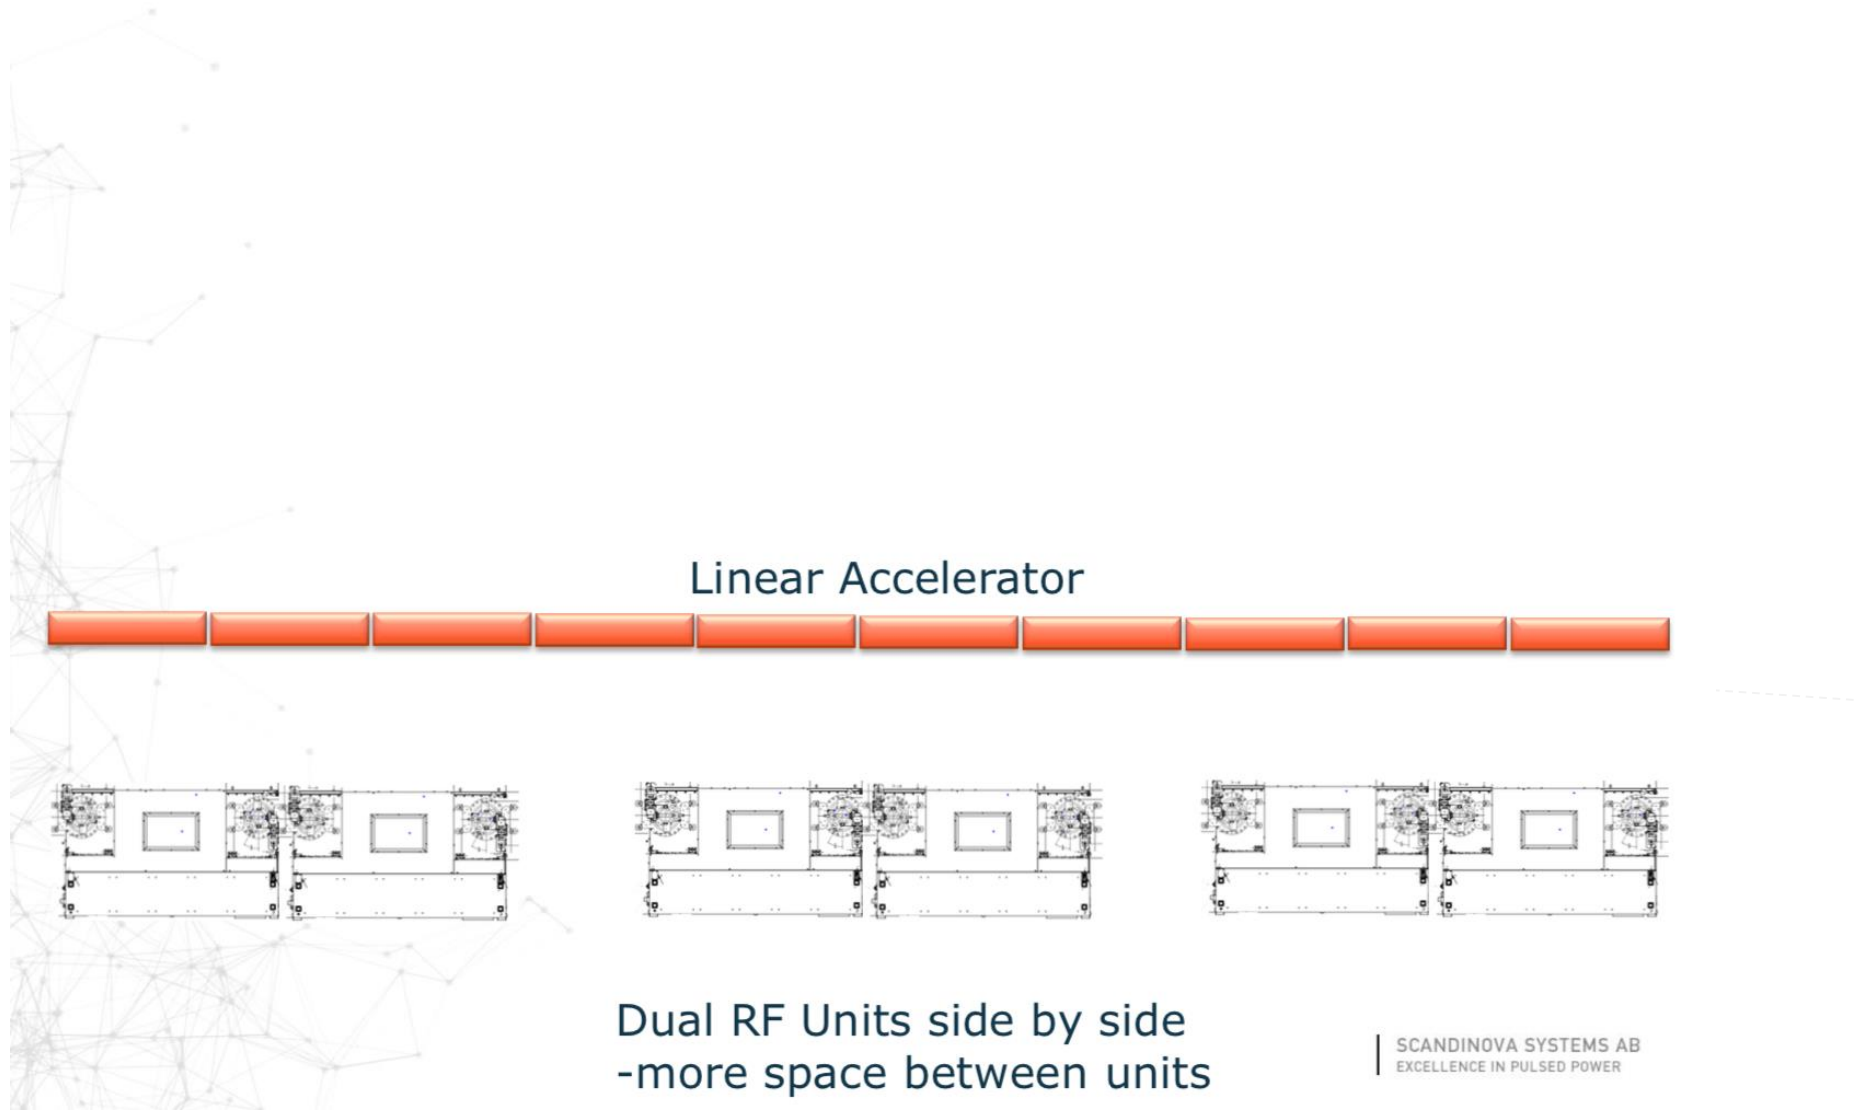 Linear Accelerator
Dual RF Units side by side
-more space between units
SCANDINOVA SYSTEMS AB
EXCELLENCE IN PULSED POWER